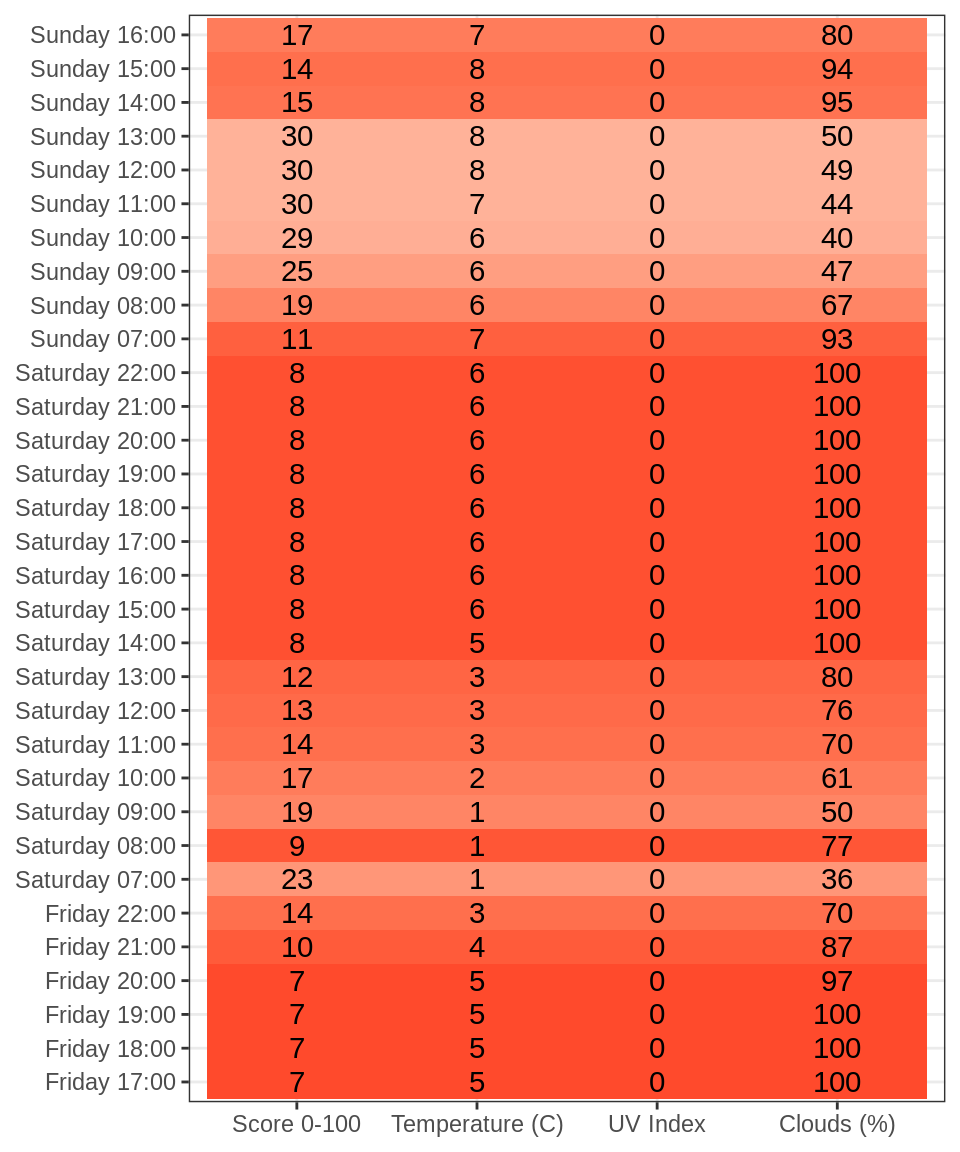 Sunday 16:00 17 7 0 80
Sunday 15:00 14 8 0 94
Sunday 14:00 15 8 0 95
Sunday 13:00 30 8 0 50
Sunday 12:00 30 8 0 49
Sunday 11:00 30 7 0 44
Sunday 10:00 29 6 0 40
Sunday 09:00 25 6 0 47
Sunday 08:00 19 6 0 67
Sunday 07:00 11 7 0 93
Saturday 22:00 8 6 0 100
Saturday 21:00 8 6 0 100
Saturday 20:00 8 6 0 100
Saturday 19:00 8 6 0 100
Saturday 18:00 8 6 0 100
Saturday 17:00 8 6 0 100
Saturday 16:00 8 6 0 100
Saturday 15:00 8 6 0 100
Saturday 14:00 8 5 0 100
Saturday 13:00 12 3 0 80
Saturday 12:00 13 3 0 76
Saturday 11:00 14 3 0 70
Saturday 10:00 17 2 0 61
Saturday 09:00 19 1 0 50
Saturday 08:00 9 1 0 77
Saturday 07:00 23 1 0 36
Friday 22:00 14 3 0 70
Friday 21:00 10 4 0 87
Friday 20:00 7 5 0 97
Friday 19:00 7 5 0 100
Friday 18:00 7 5 0 100
Friday 17:00 7 5 0 100
Score 0-100 Temperature (C) UV Index Clouds (%)